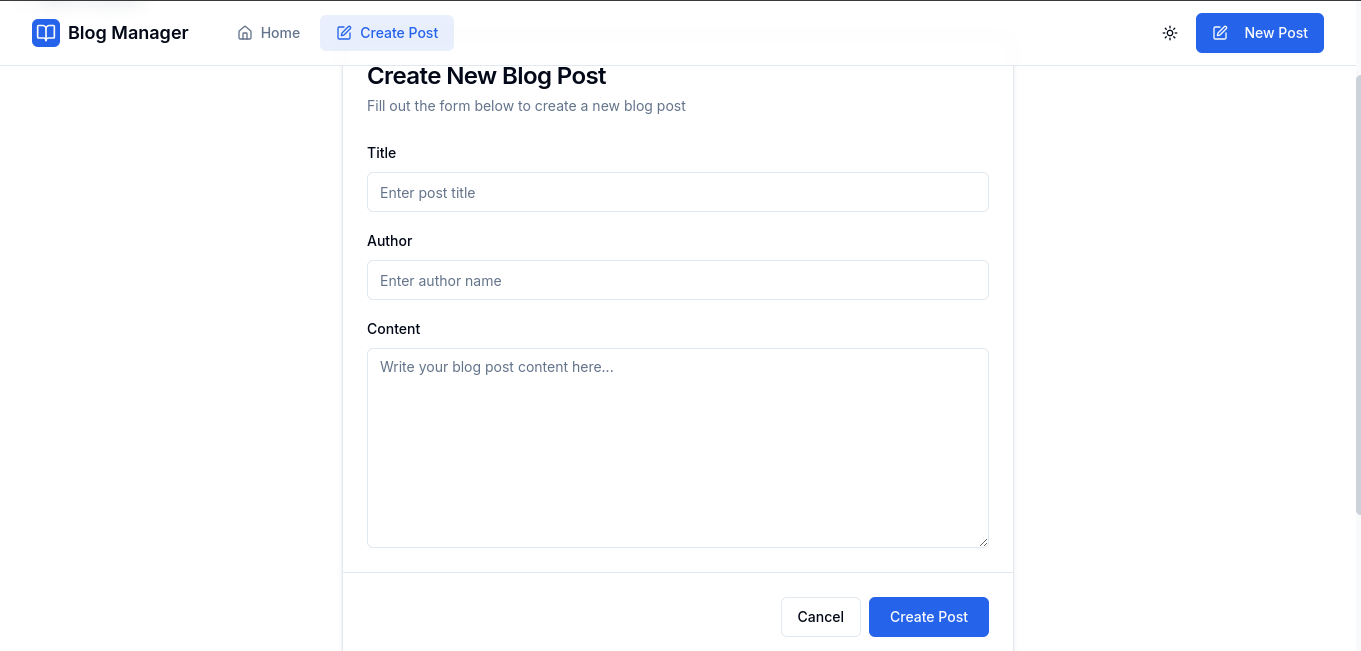 Blog Manager
Home
Create Post
New Post
Create New Blog Post
Fill out the form below to create a new blog post
Title
Enter post title
Author
Enter author name
Content
Write your blog post content here...
Cancel
Create Post